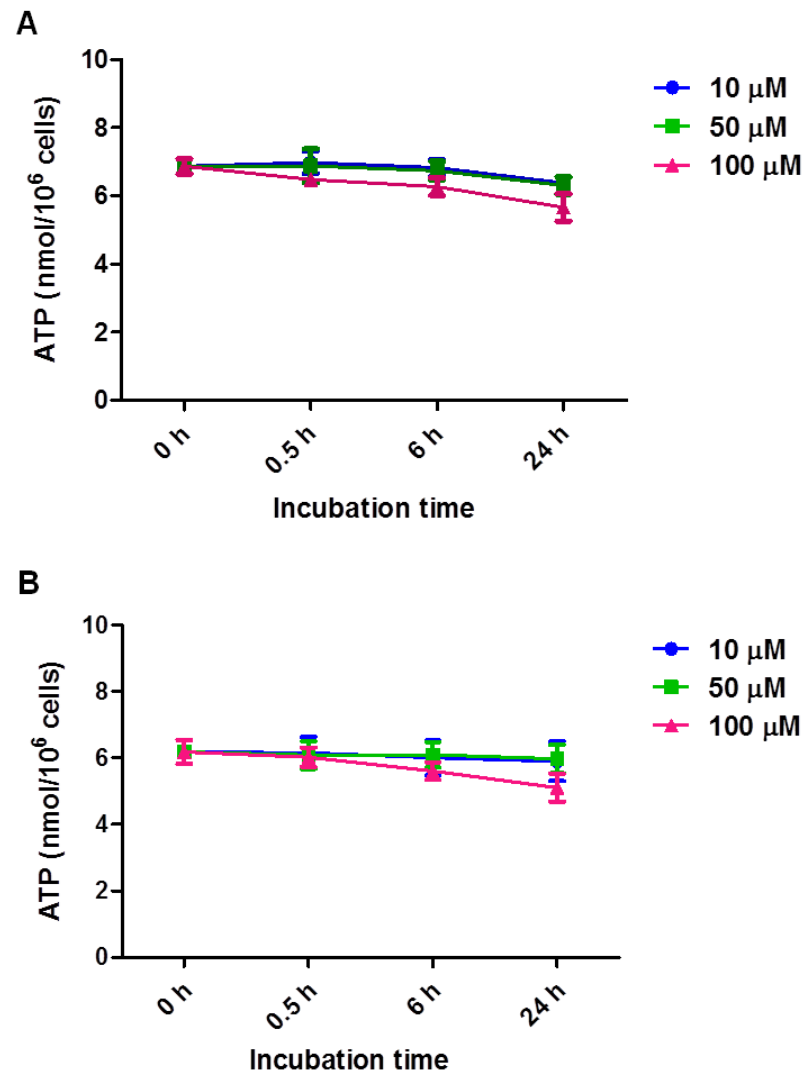 A
10
8
6
4
2
0
ATP (nmol/10⁶ cells)
0 h
0.5 h
6 h
24 h
Incubation time
10 μM
50 μM
100 μM
B
10
8
6
4
2
0
ATP (nmol/10⁶ cells)
0 h
0.5 h
6 h
24 h
Incubation time
10 μM
50 μM
100 μM